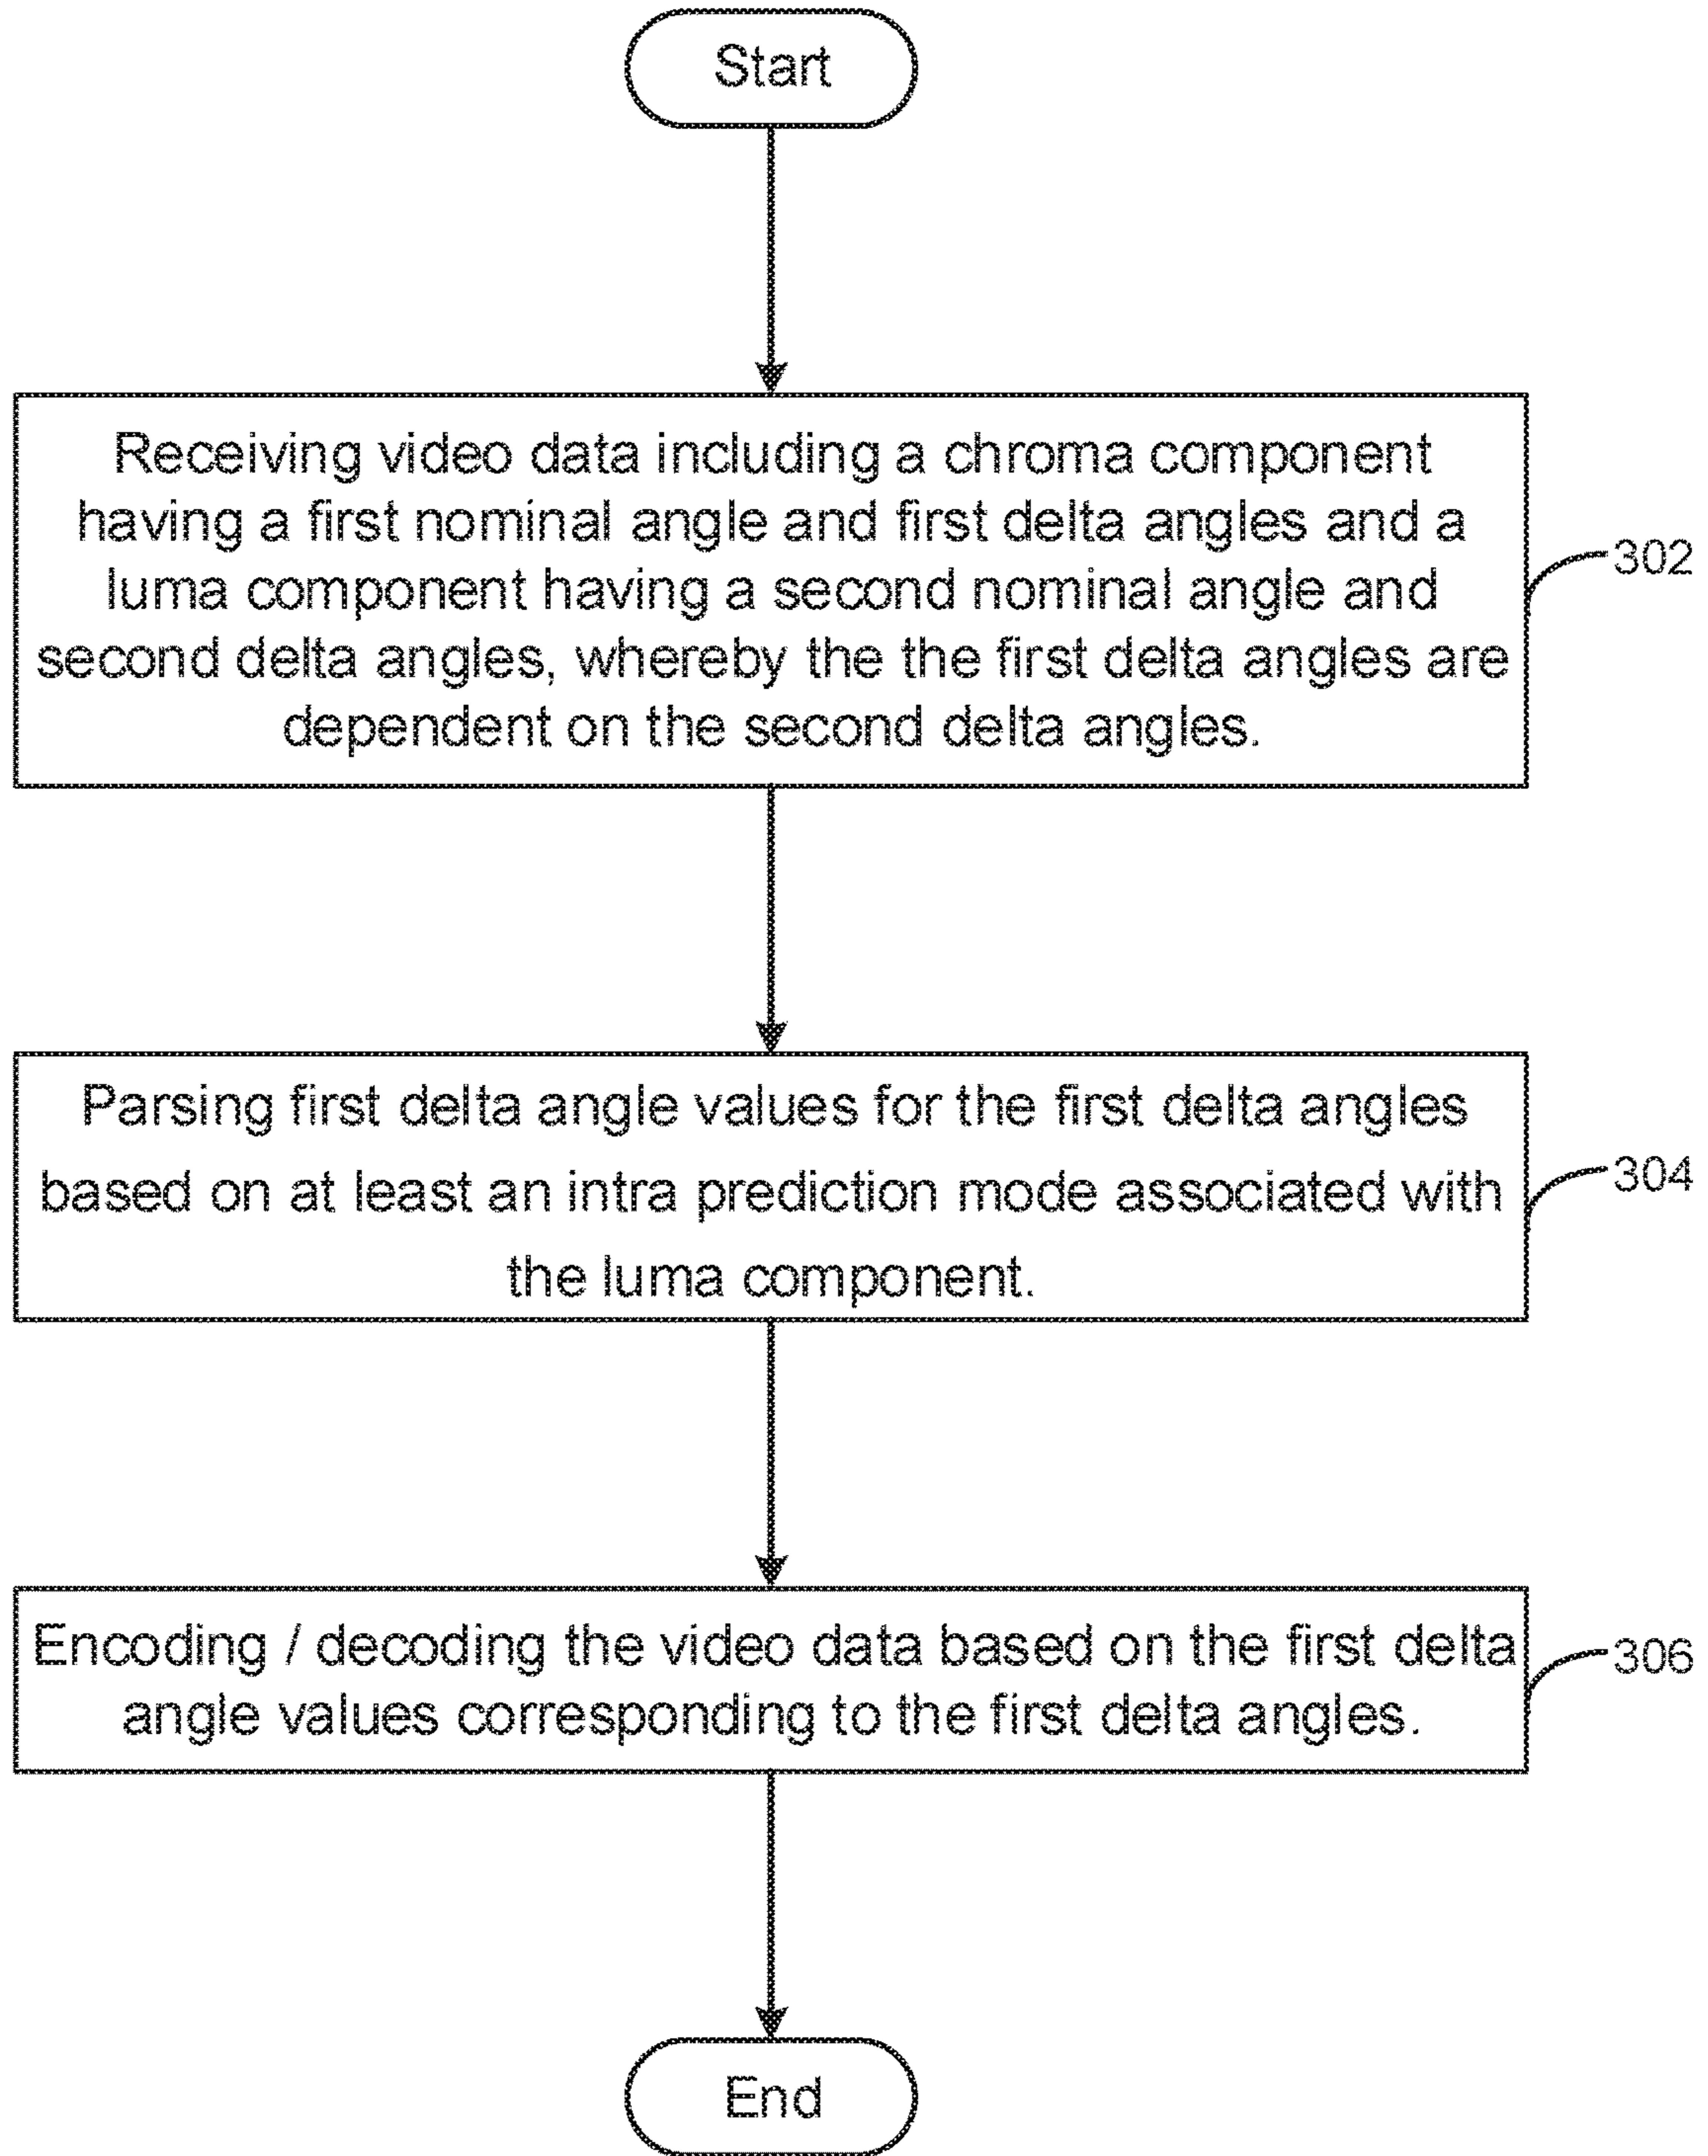 Start
Receiving video data including a chroma component
having a first nominal angle and first delta angles and a
luma component having a second nominal angle and
second delta angles, whereby the the first delta angles are
dependent on the second delta angles.
302
Parsing first delta angle values for the first delta angles
based on at least an intra prediction mode associated with
the luma component.
304
Encoding / decoding the video data based on the first delta
angle values corresponding to the first delta angles.
306
End